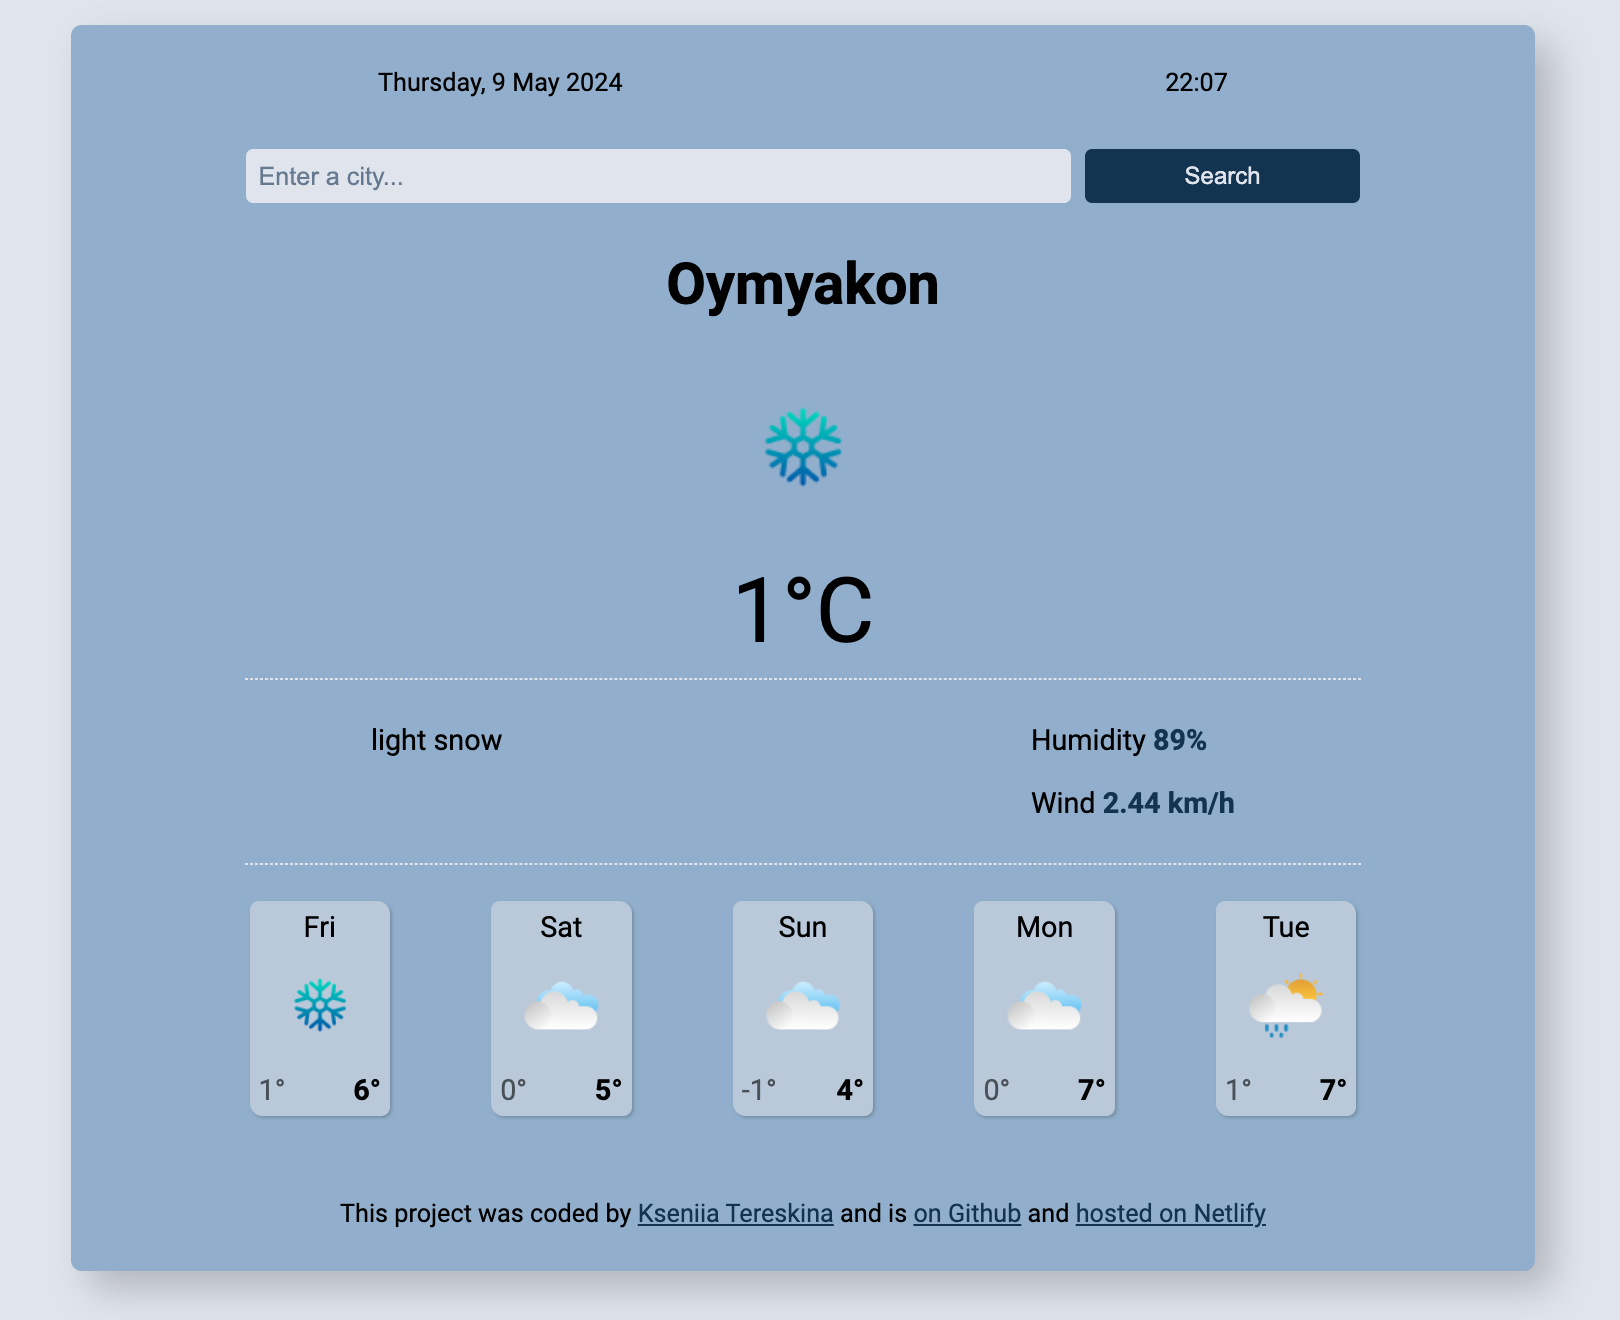 Thursday, 9 May 2024
22:07
Enter a city...
Search
Oymyakon
1°C
light snow
Humidity 89%
Wind 2.44 km/h
Fri
1° 6°
Sat
0° 5°
Sun
-1° 4°
Mon
0° 7°
Tue
1° 7°
This project was coded by Kseniia Tereskina and is on Github and hosted on Netlify